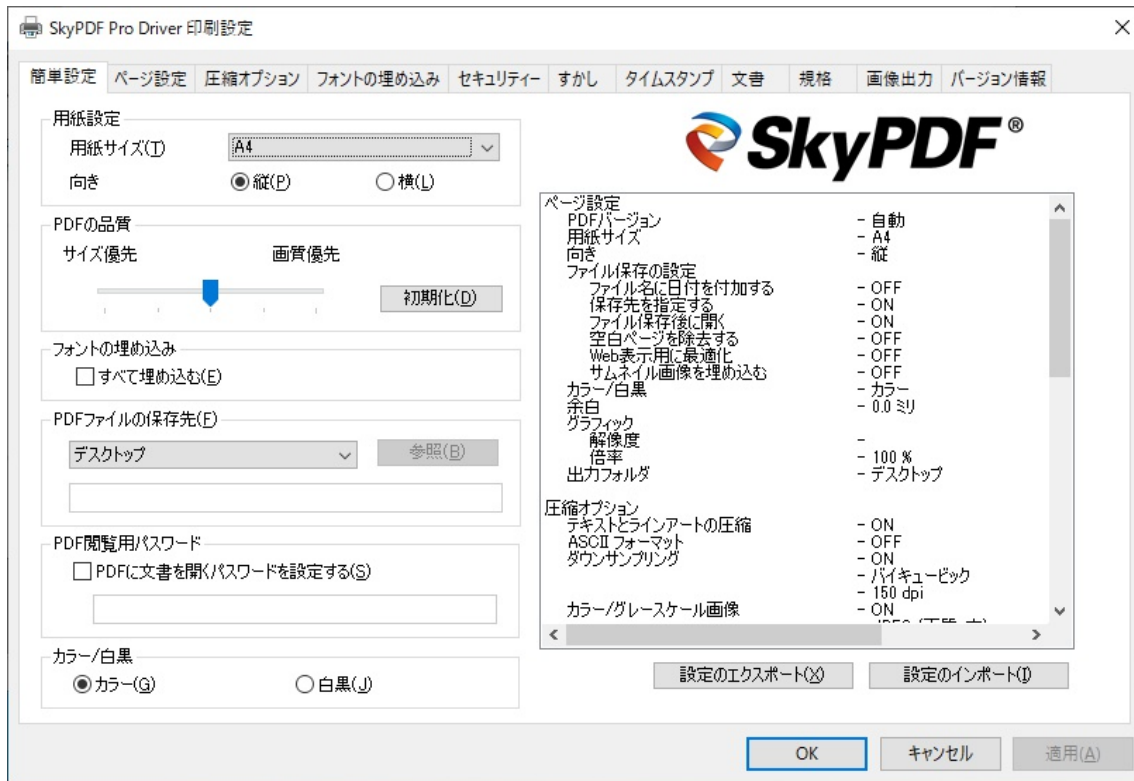 SkyPDF Pro Driver 印刷設定
簡単設定 ページ設定 圧縮オプション フォントの埋め込み セキュリティー すかし タイムスタンプ 文書 規格 画像出力 バージョン情報
用紙設定
用紙サイズ(T) A4
向き 縦(P) 横(L)
PDFの品質
サイズ優先 画質優先
初期化(D)
フォントの埋め込み
すべて埋め込む(E)
PDFファイルの保存先(F)
デスクトップ 参照(B)
PDF閲覧用パスワード
PDFに文書を開くパスワードを設定する(S)
カラー/白黒
カラー(G) 白黒(J)
SkyPDF®
ページ設定
PDFバージョン - 自動
用紙サイズ - A4
向き - 縦
ファイル保存の設定
ファイル名に日付を付加する - OFF
保存先を指定する - ON
ファイル保存後に開く - ON
空白ページを除去する - OFF
Web表示用に最適化 - OFF
サムネイル画像を埋め込む - OFF
カラー/白黒 - カラー
余白 - 0.0 ミリ
グラフィック
解像度 -
倍率 - 100 %
出力フォルダ - デスクトップ
圧縮オプション
テキストとラインアートの圧縮 - ON
ASCII フォーマット - OFF
ダウンサンプリング - ON
- バイキュービック
- 150 dpi
カラー/グレースケール画像 - ON
設定のエクスポート(X) 設定のインポート(I)
OK キャンセル 適用(A)